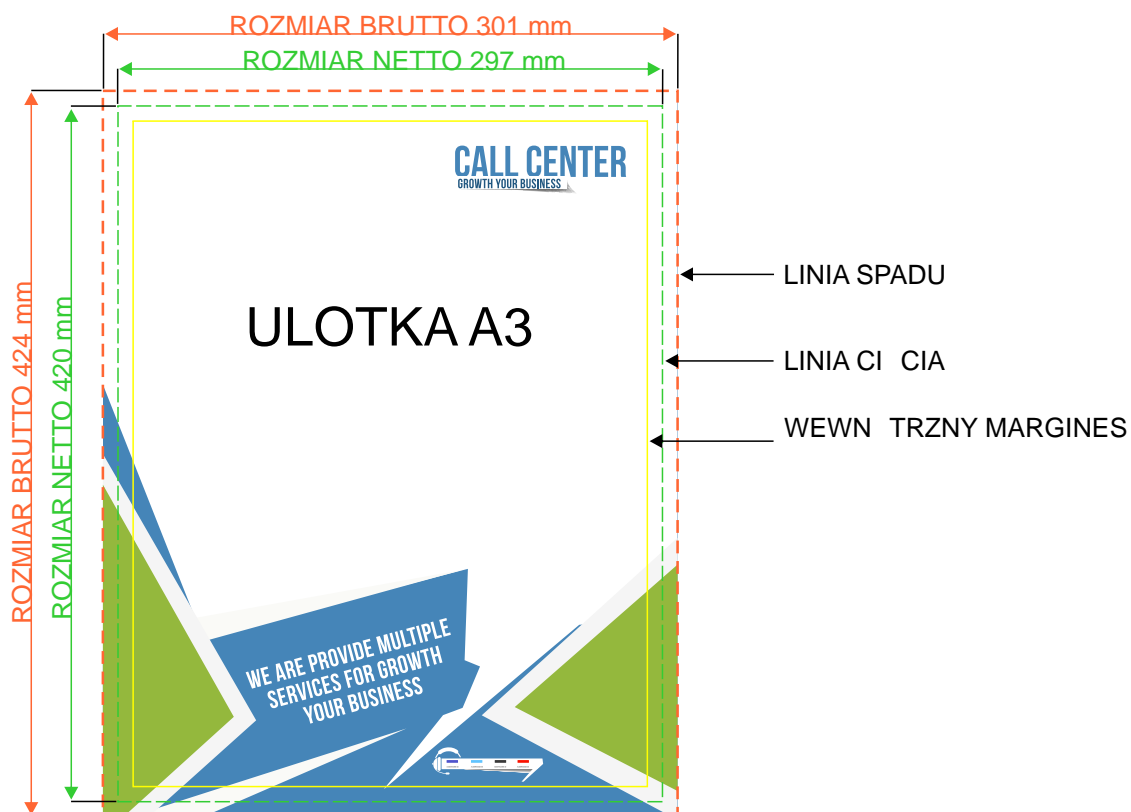 ROZMIAR BRUTTO 301 mm
ROZMIAR NETTO 297 mm
ROZMIAR BRUTTO 424 mm
ROZMIAR NETTO 420 mm
CALL CENTER
GROWTH YOUR BUSINESS
ULOTKA A3
LINIA SPADU
LINIA CI CIA
WEWN TRZNY MARGINES
WE ARE PROVIDE MULTIPLE
SERVICES FOR GROWTH
YOUR BUSINESS